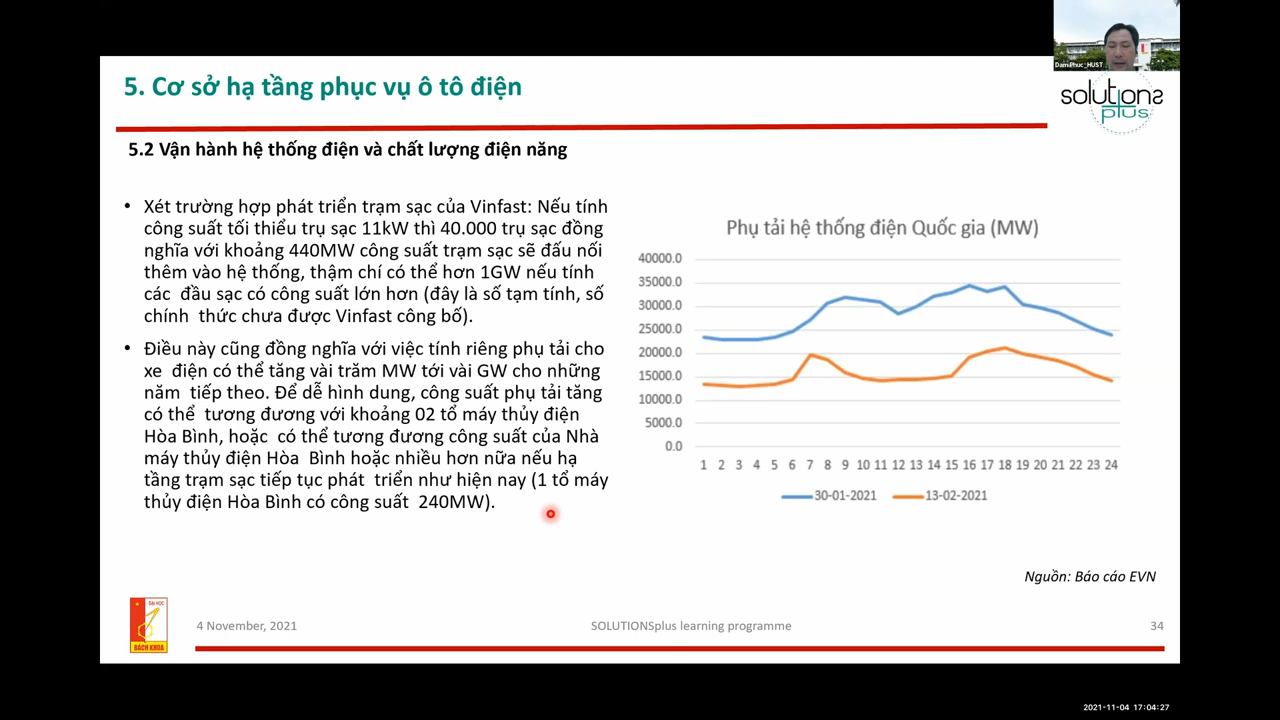 DamPhuc_HUST
5. Cơ sở hạ tầng phục vụ ô tô điện
solutions
plus
5.2 Vận hành hệ thống điện và chất lượng điện năng
• Xét trường hợp phát triển trạm sạc của Vinfast: Nếu tính
công suất tối thiểu trụ sạc 11kW thì 40.000 trụ sạc đồng
nghĩa với khoảng 440MW công suất trạm sạc sẽ đấu nối
thêm vào hệ thống, thậm chí có thể hơn 1GW nếu tính
các đầu sạc có công suất lớn hơn (đây là số tạm tính, số
chính thức chưa được Vinfast công bố).
• Điều này cũng đồng nghĩa với việc tính riêng phụ tải cho
xe điện có thể tăng vài trăm MW tới vài GW cho những
năm tiếp theo. Để dễ hình dung, công suất phụ tải tăng
có thể tương đương với khoảng 02 tổ máy thủy điện
Hòa Bình, hoặc có thể tương đương công suất của Nhà
máy thủy điện Hòa Bình hoặc nhiều hơn nữa nếu hạ
tầng trạm sạc tiếp tục phát triển như hiện nay (1 tổ máy
thủy điện Hòa Bình có công suất 240MW).
Phụ tải hệ thống điện Quốc gia (MW)
40000.0
35000.0
30000.0
25000.0
20000.0
15000.0
10000.0
5000.0
0.0
1 2 3 4 5 6 7 8 9 10 11 12 13 14 15 16 17 18 19 20 21 22 23 24
30-01-2021 13-02-2021
Nguồn: Báo cáo EVN
ĐẠI HỌC
BÁCH KHOA
4 November, 2021 SOLUTIONSplus learning programme 34
2021-11-04 17:04:27